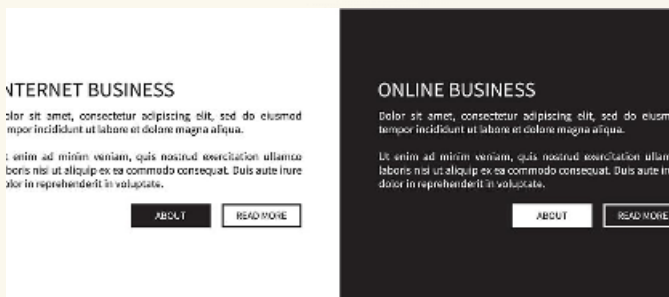 NTERNET BUSINESS
olor sit amet, consectetur adipiscing elit, sed do eiusmod
mpor incididunt ut labore et dolore magna aliqua.
t enim ad minim veniam, quis nostrud exercitation ullamco
boris nisi ut aliquip ex ea commodo consequat. Duis aute irure
olor in reprehenderit in voluptate.
ABOUT
READ MORE
ONLINE BUSINESS
Dolor sit amet, consectetur adipiscing elit, sed do eiusm
tempor incididunt ut labore et dolore magna aliqua.
Ut enim ad minim veniam, quis nostrud exercitation ullam
laboris nisi ut aliquip ex ea commodo consequat. Duis aute iru
dolor in reprehenderit in voluptate.
ABOUT
READ MORE